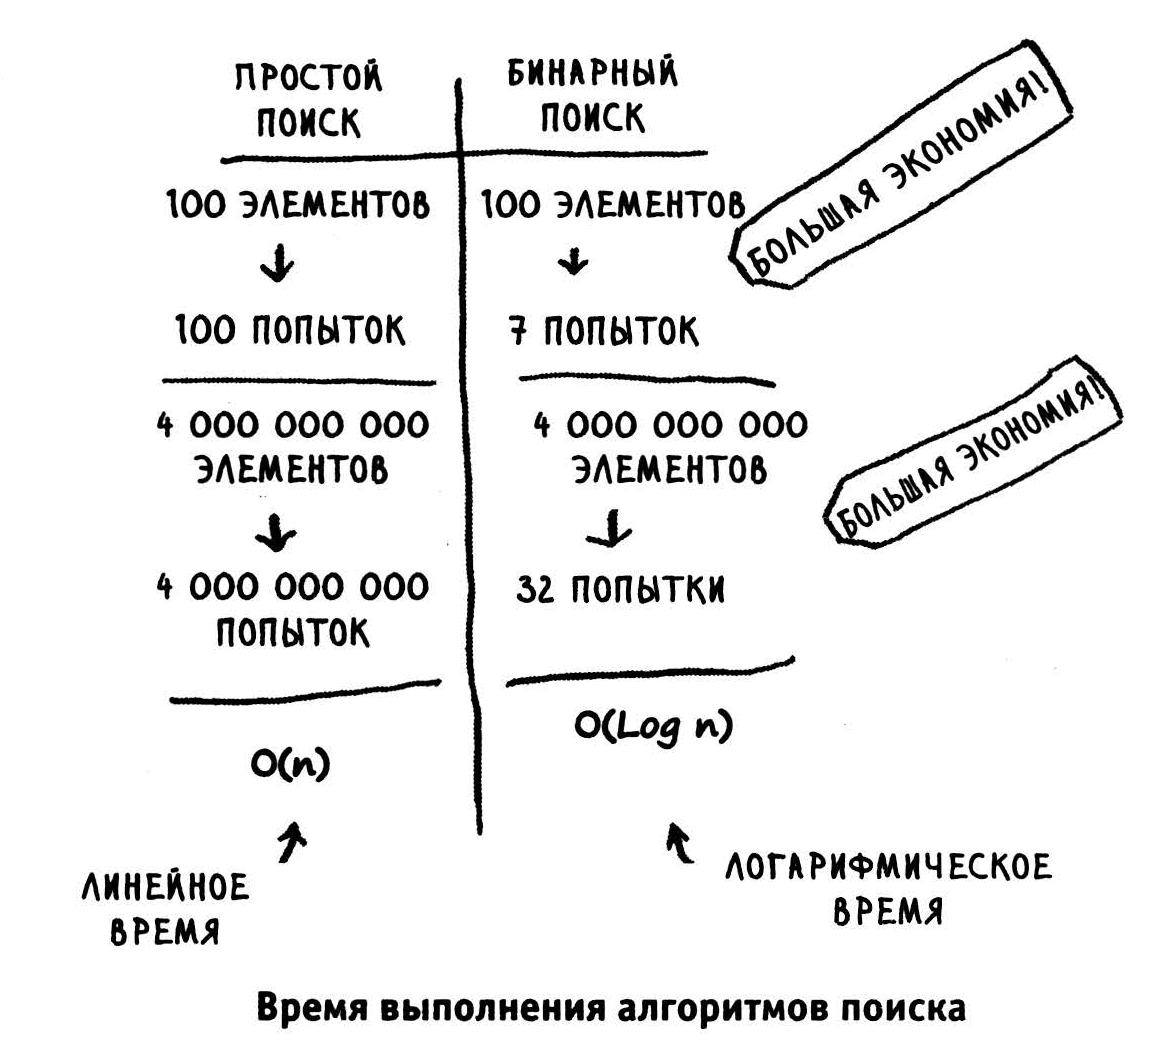 ПРОСТОЙ
ПОИСК
БИНАРНЫЙ
ПОИСК
БОЛЬШАЯ ЭКОНОМИЯ!
100 ЭЛЕМЕНТОВ
100 ЭЛЕМЕНТОВ
100 ПОПЫТОК
7 ПОПЫТОК
4 000 000 000
ЭЛЕМЕНТОВ
4 000 000 000
ЭЛЕМЕНТОВ
БОЛЬШАЯ ЭКОНОМИЯ!
4 000 000 000
ПОПЫТОК
32 ПОПЫТКИ
O(n)
O(Log n)
ЛИНЕЙНОЕ
ВРЕМЯ
ЛОГАРИФМИЧЕСКОЕ
ВРЕМЯ
Время выполнения алгоритмов поиска